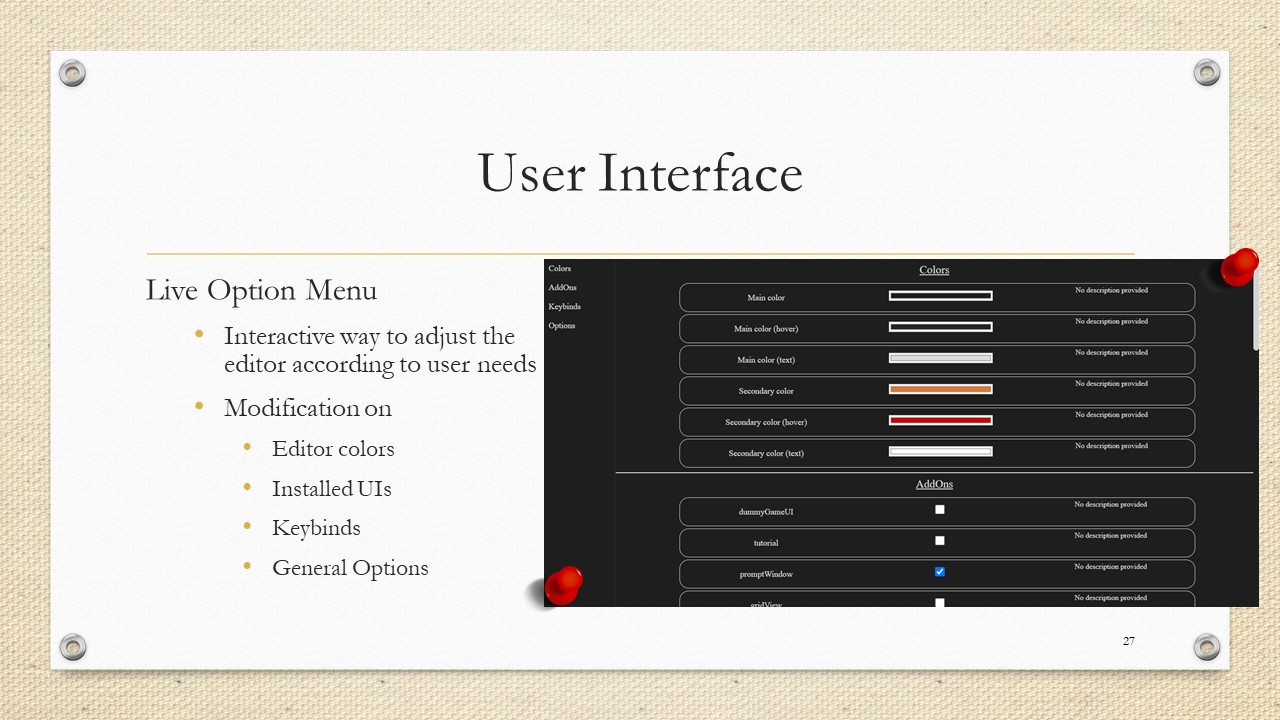 User Interface
Live Option Menu
• Interactive way to adjust the
editor according to user needs
• Modification on
• Editor colors
• Installed UIs
• Keybinds
• General Options
Colors
AddOns
Keybinds
Options
Colors
Main color No description provided
Main color (hover) No description provided
Main color (text) No description provided
Secondary color No description provided
Secondary color (hover) No description provided
Secondary color (text) No description provided
AddOns
dummyGameUI No description provided
tutorial No description provided
promptWindow No description provided
gridView No description provided
27